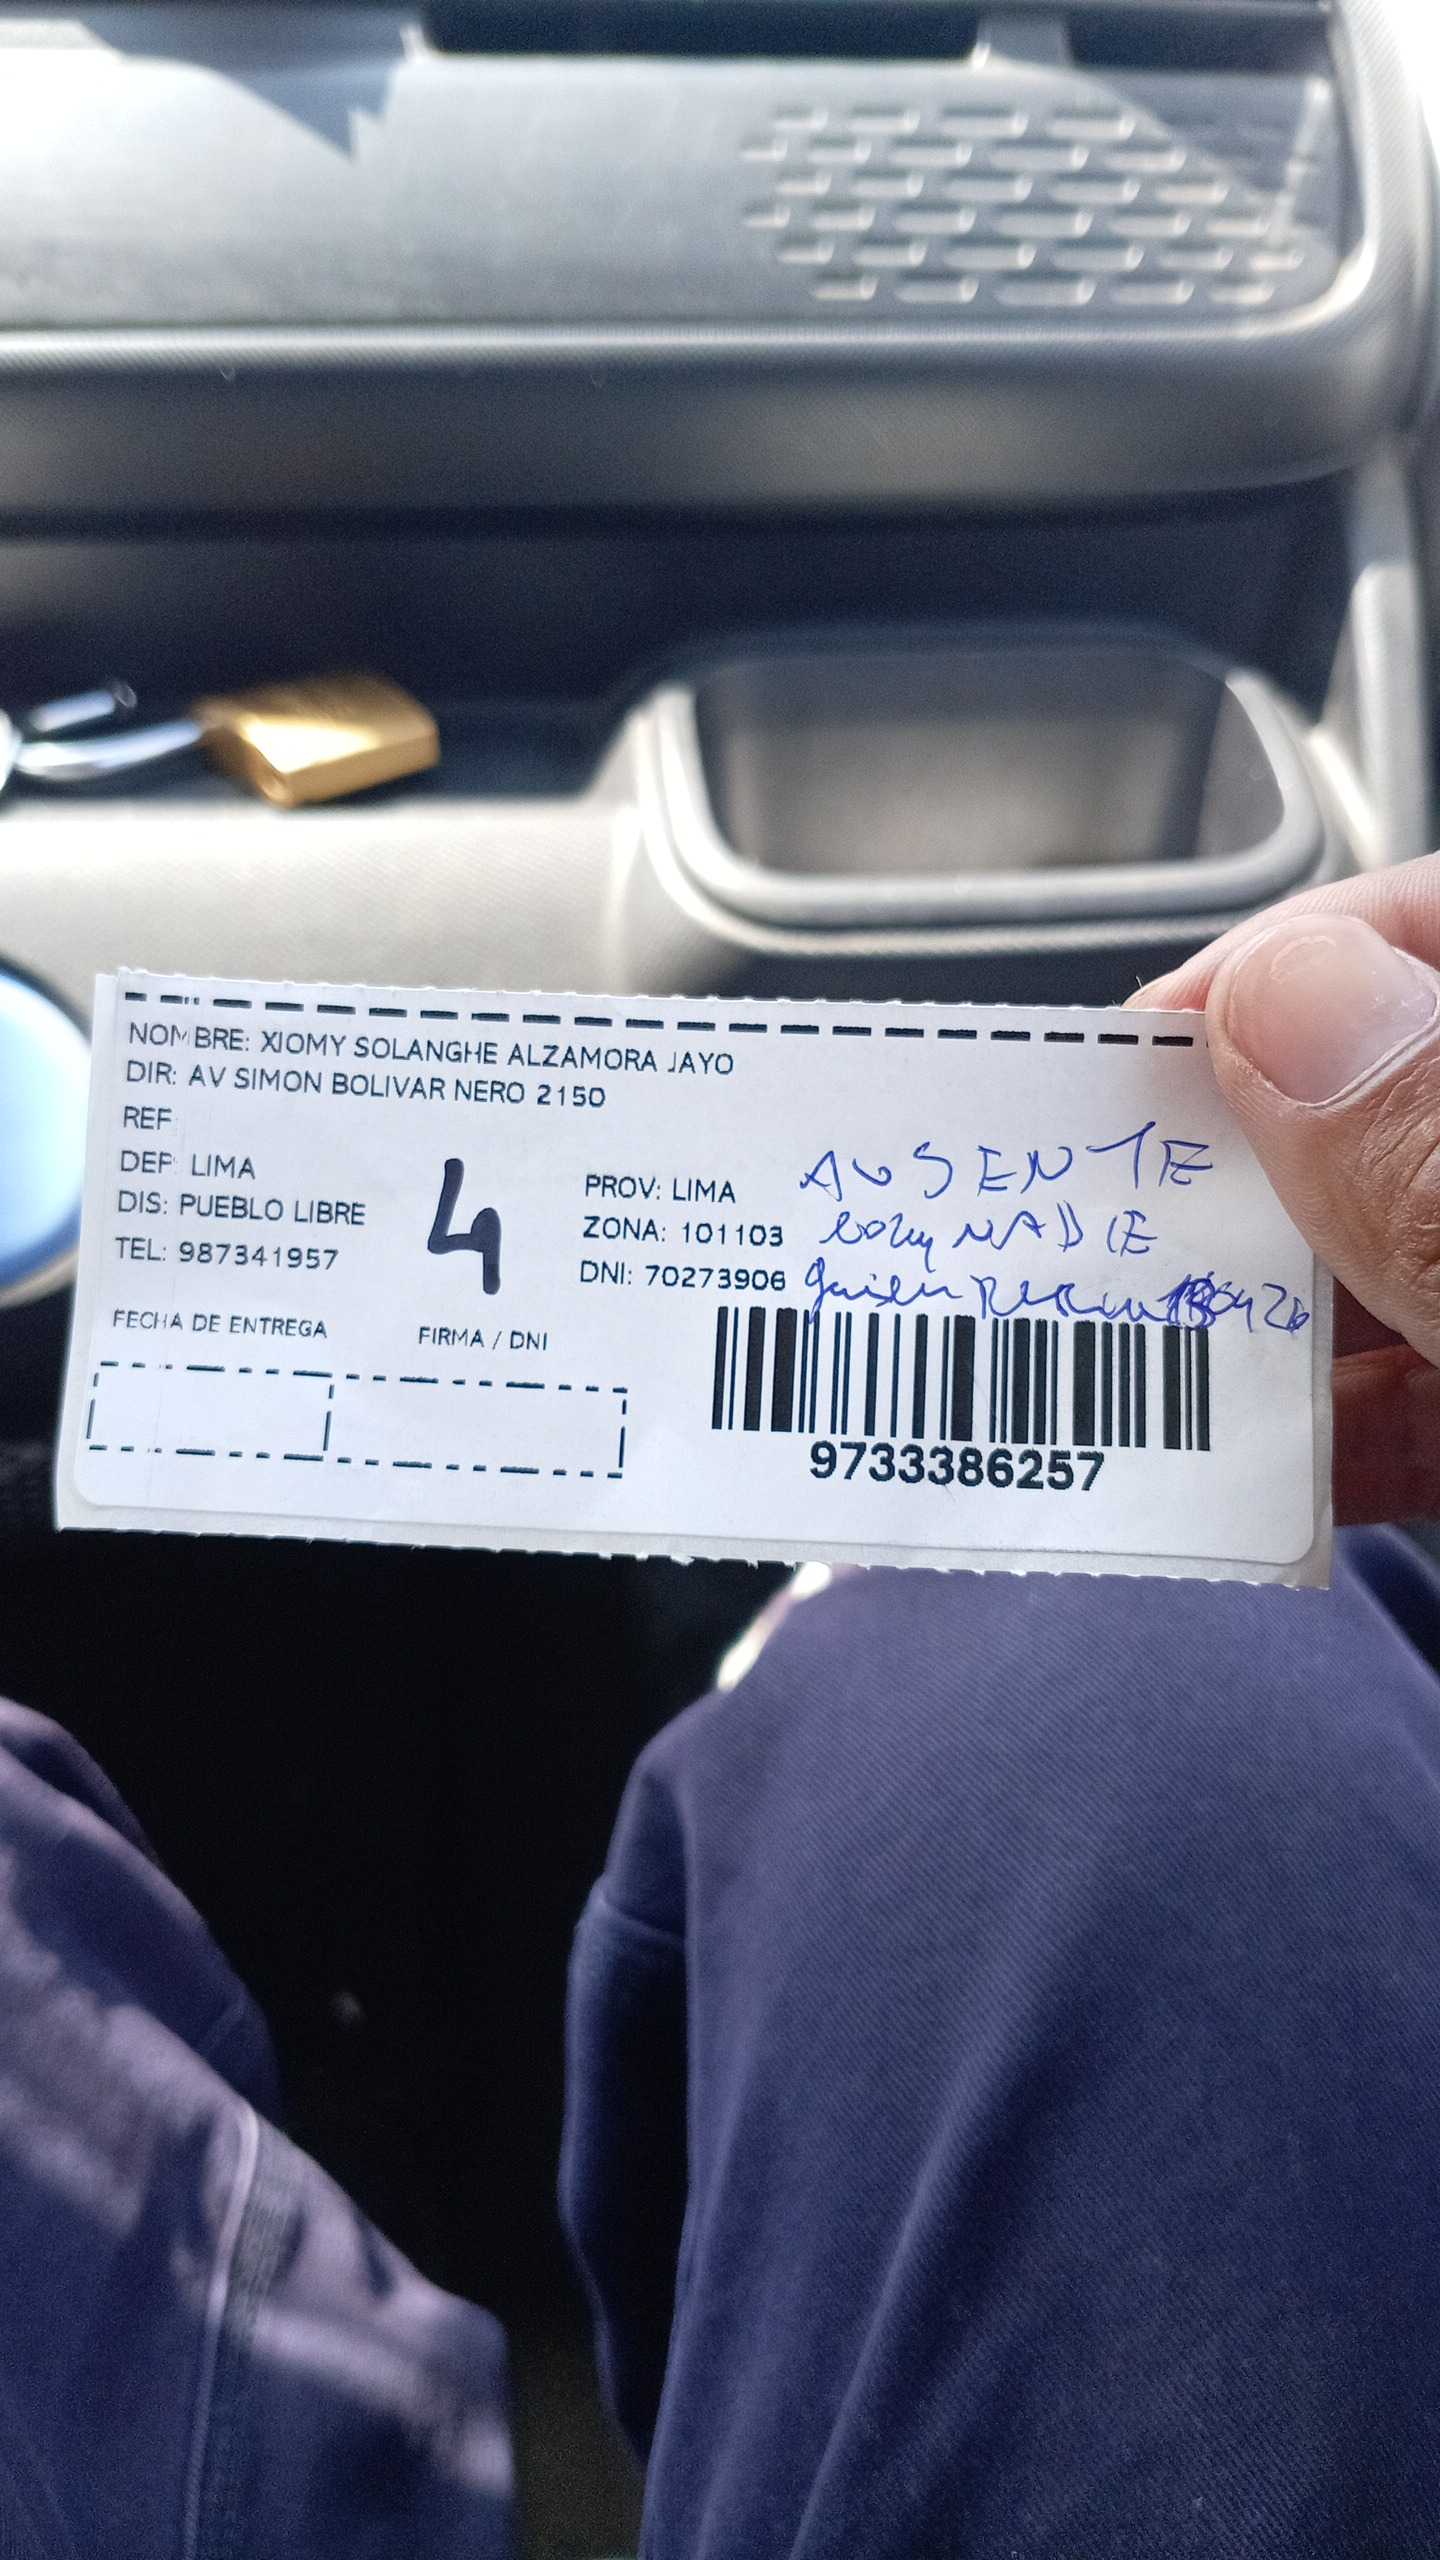 NOMBRE: XIOMY SOLANGHE ALZAMORA JAYO
DIR: AV SIMON BOLIVAR NERO 2150
REF
DEP: LIMA
DIS: PUEBLO LIBRE
TEL: 987341957
4
PROV: LIMA
ZONA: 101103
DNI: 70273906
AUSENTE
NADIE
quien
FECHA DE ENTREGA
FIRMA / DNI
9733386257